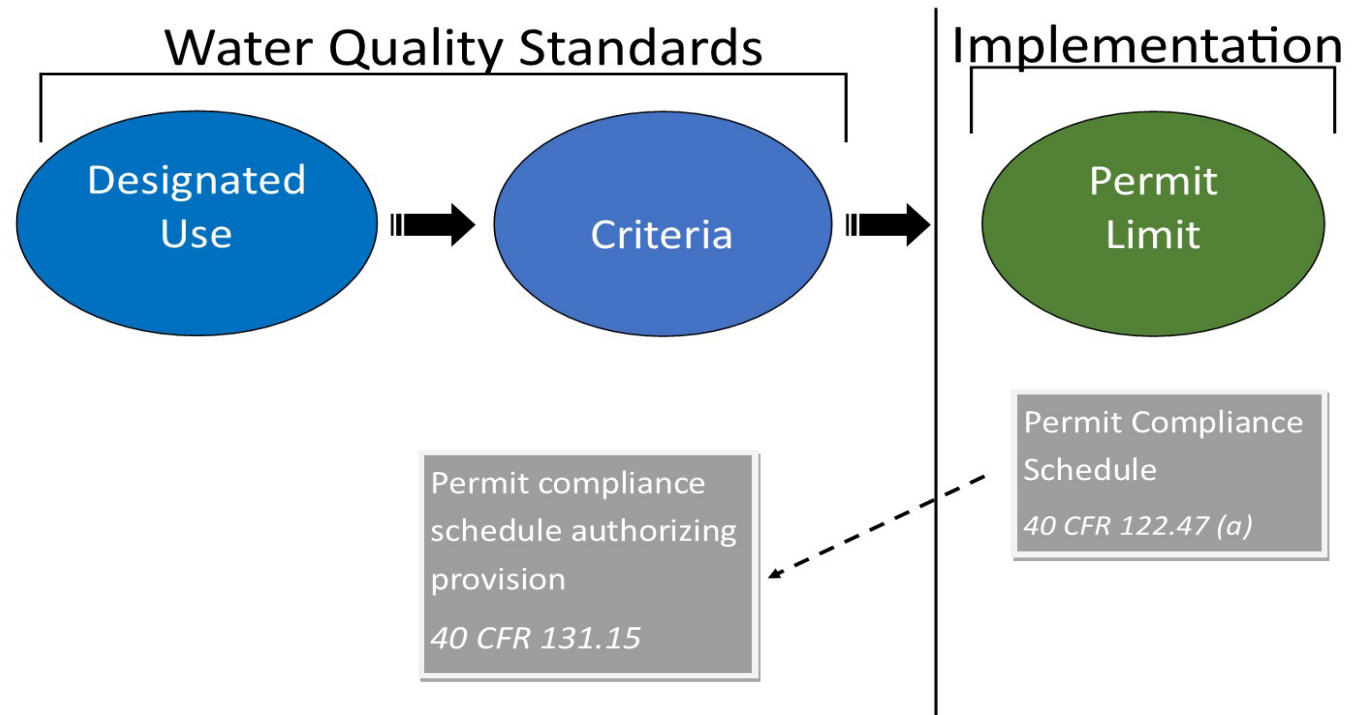 Water Quality Standards
Implementation
Designated
Use
Criteria
Permit
Limit
Permit compliance
schedule authorizing
provision
40 CFR 131.15
Permit Compliance
Schedule
40 CFR 122.47 (a)